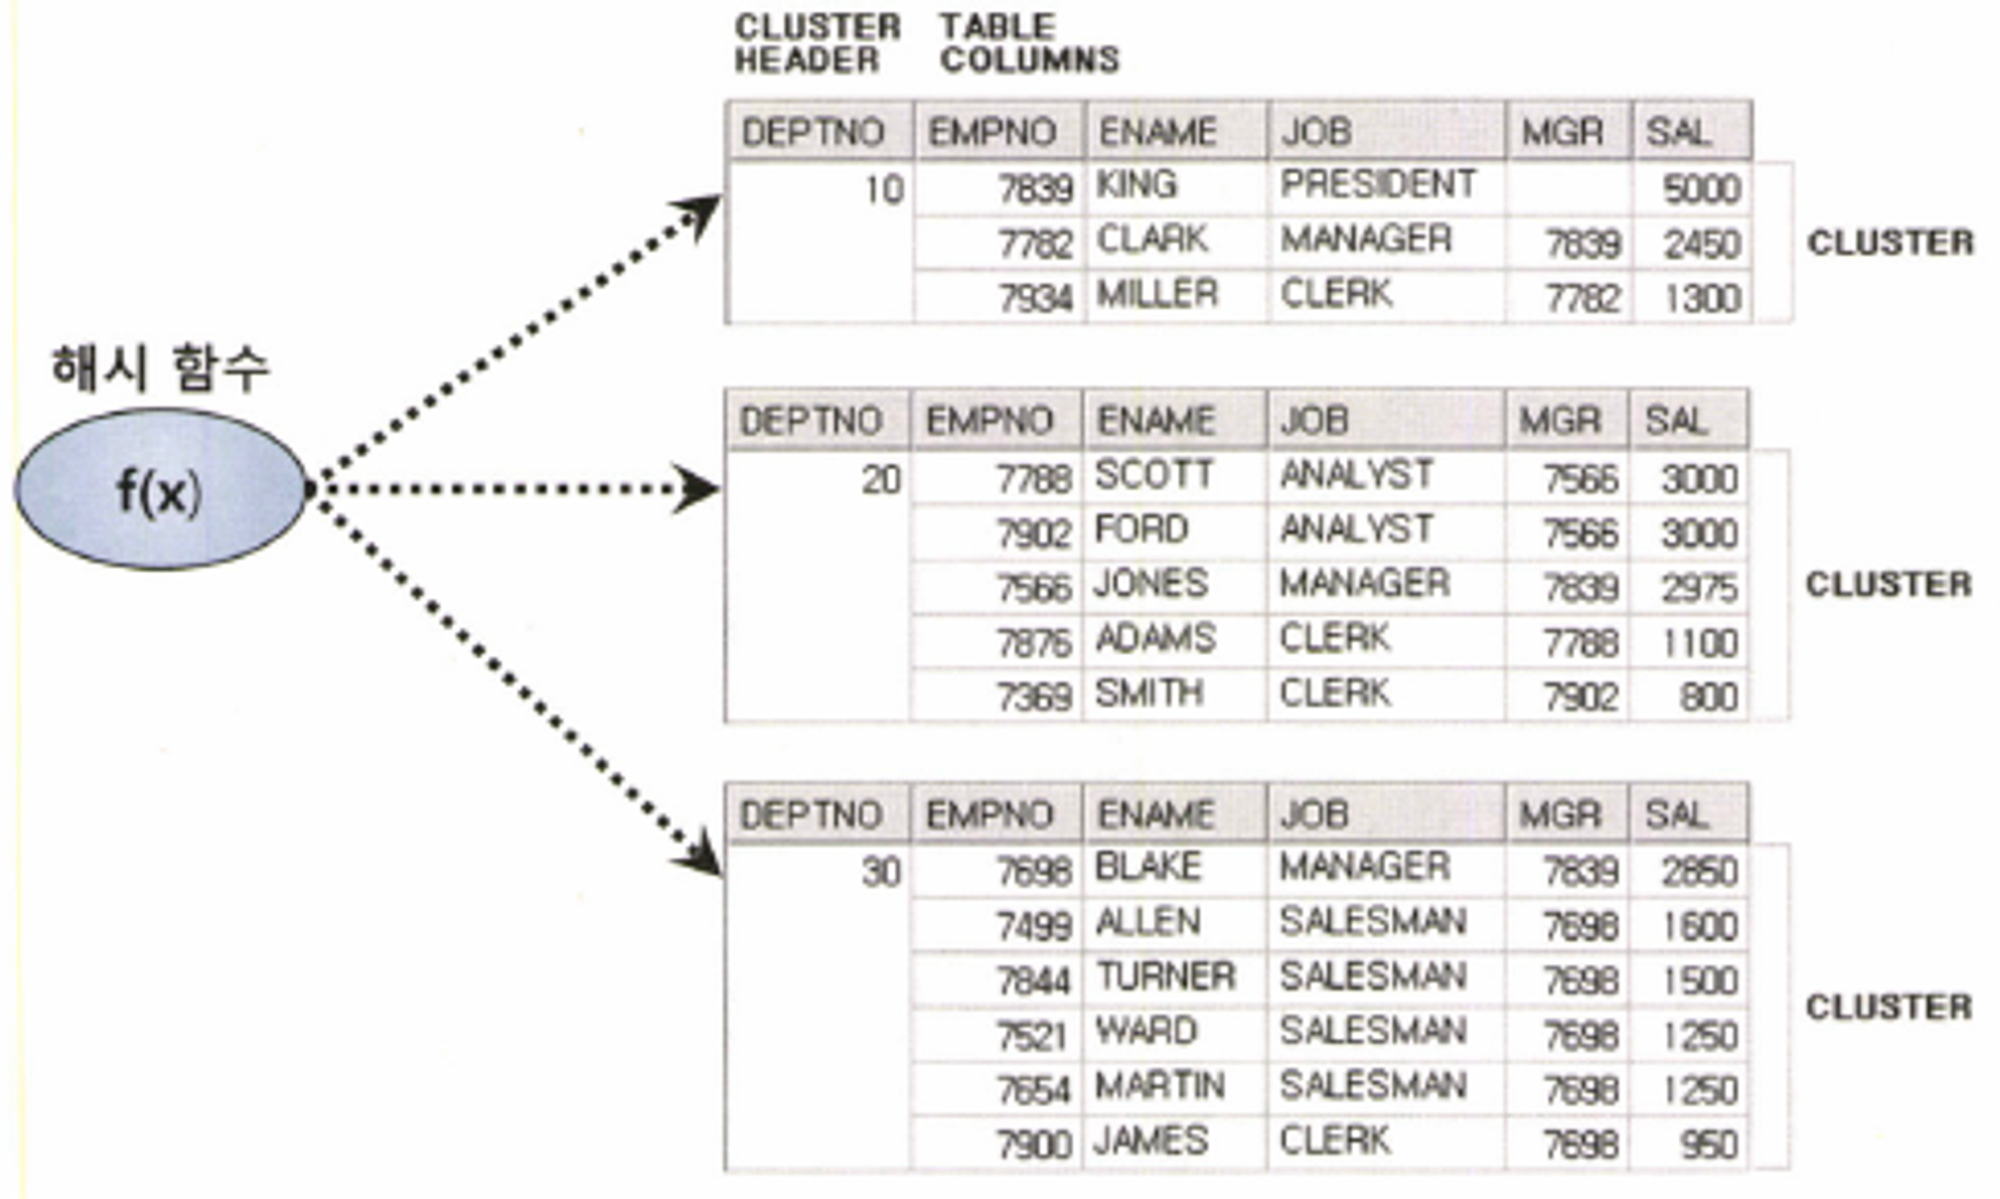 CLUSTER HEADER TABLE COLUMNS
DEPTNO EMPNO ENAME JOB MGR SAL
10 7839 KING PRESIDENT 5000
7782 CLARK MANAGER 7839 2450
7934 MILLER CLERK 7782 1300
CLUSTER
해시 함수
f(x)
DEPTNO EMPNO ENAME JOB MGR SAL
20 7788 SCOTT ANALYST 7566 3000
7902 FORD ANALYST 7566 3000
7566 JONES MANAGER 7839 2975
7876 ADAMS CLERK 7788 1100
7369 SMITH CLERK 7902 800
CLUSTER
DEPTNO EMPNO ENAME JOB MGR SAL
30 7698 BLAKE MANAGER 7839 2850
7499 ALLEN SALESMAN 7698 1600
7844 TURNER SALESMAN 7698 1500
7521 WARD SALESMAN 7698 1250
7654 MARTIN SALESMAN 7698 1250
7900 JAMES CLERK 7698 950
CLUSTER